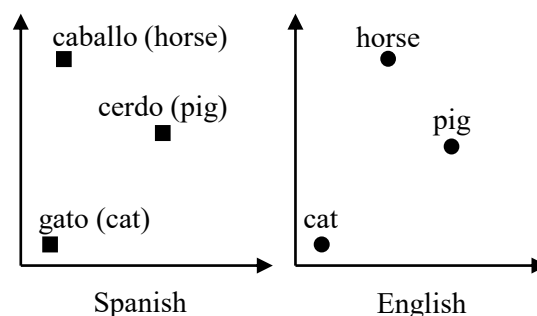 caballo (horse)
cerdo (pig)
gato (cat)
Spanish
horse
pig
cat
English